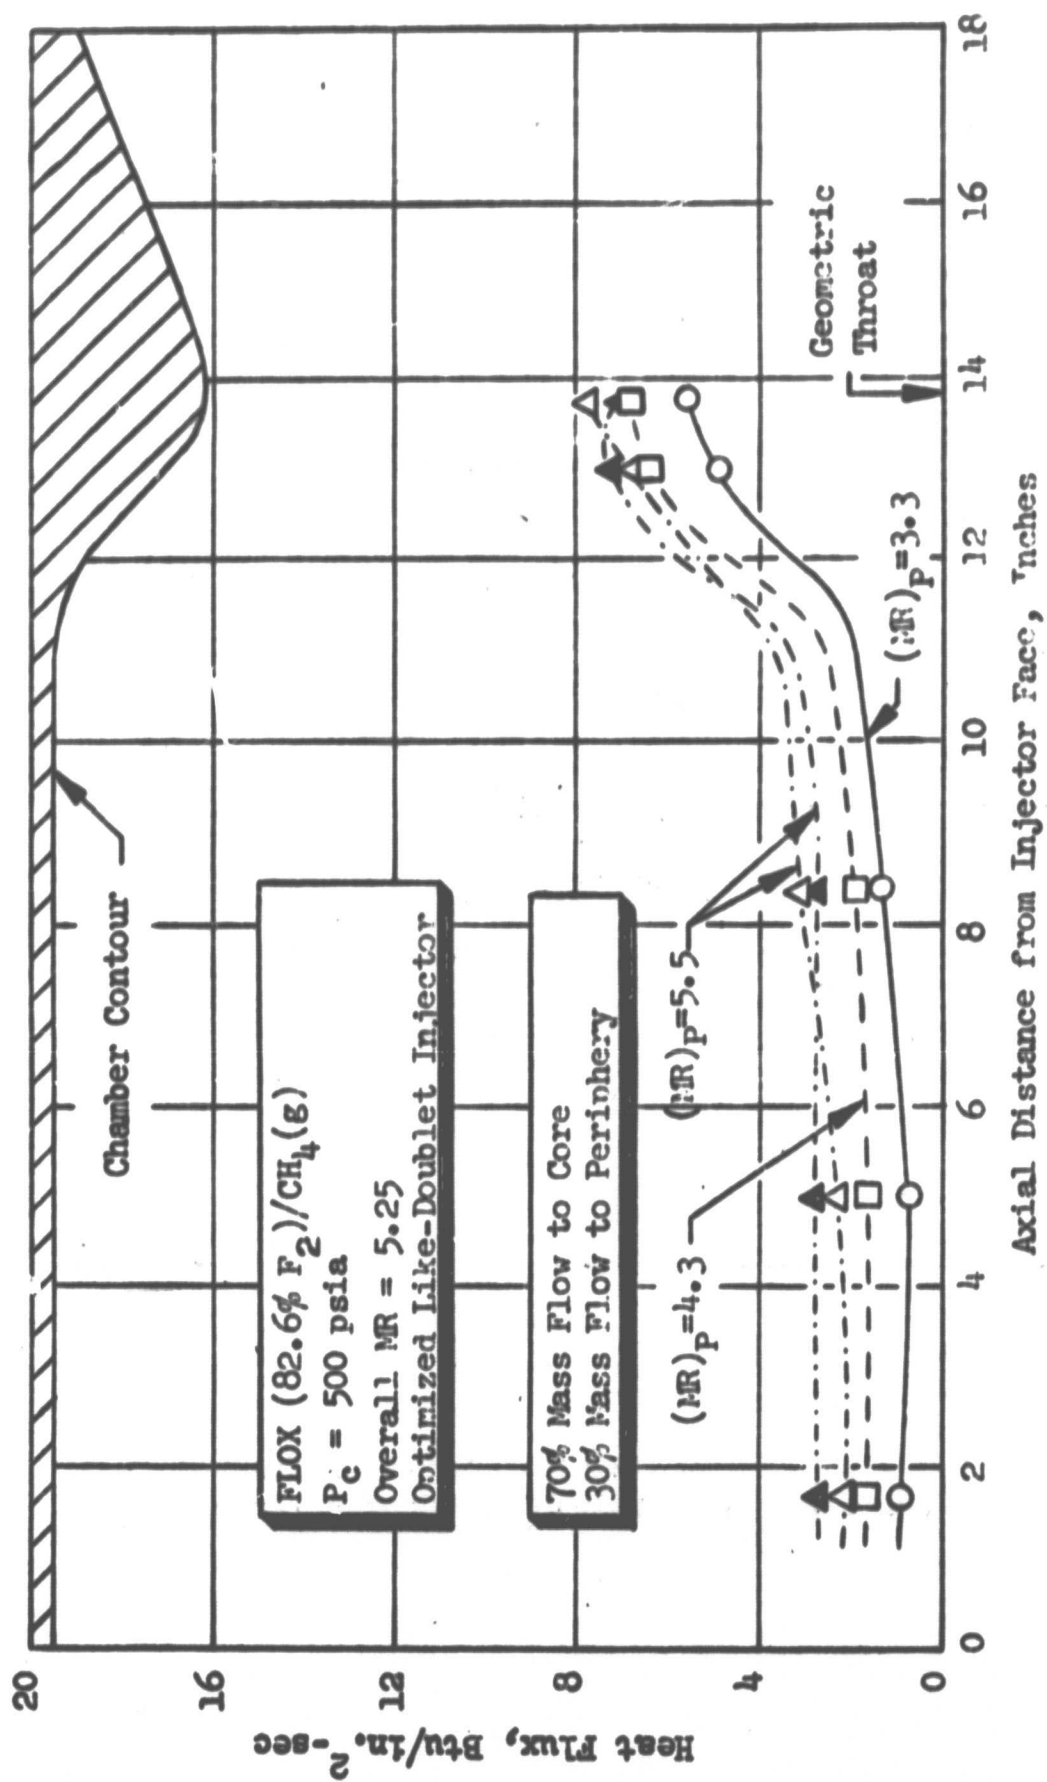 20
16
12
8
4
0
Heat Flux, Btu/in.²-sec
Chamber Contour
FLOX (82.6% F2)/CH4(g)
Pc = 500 psia
Overall MR = 5.25
Optimized Like-Doublet Injector
70% Mass Flow to Core
30% Mass Flow to Periphery
(MR)P=4.3
(MR)P=5.5
(MR)P=3.3
Geometric
Throat
0
2
4
6
8
10
12
14
16
18
Axial Distance from Injector Face, Inches